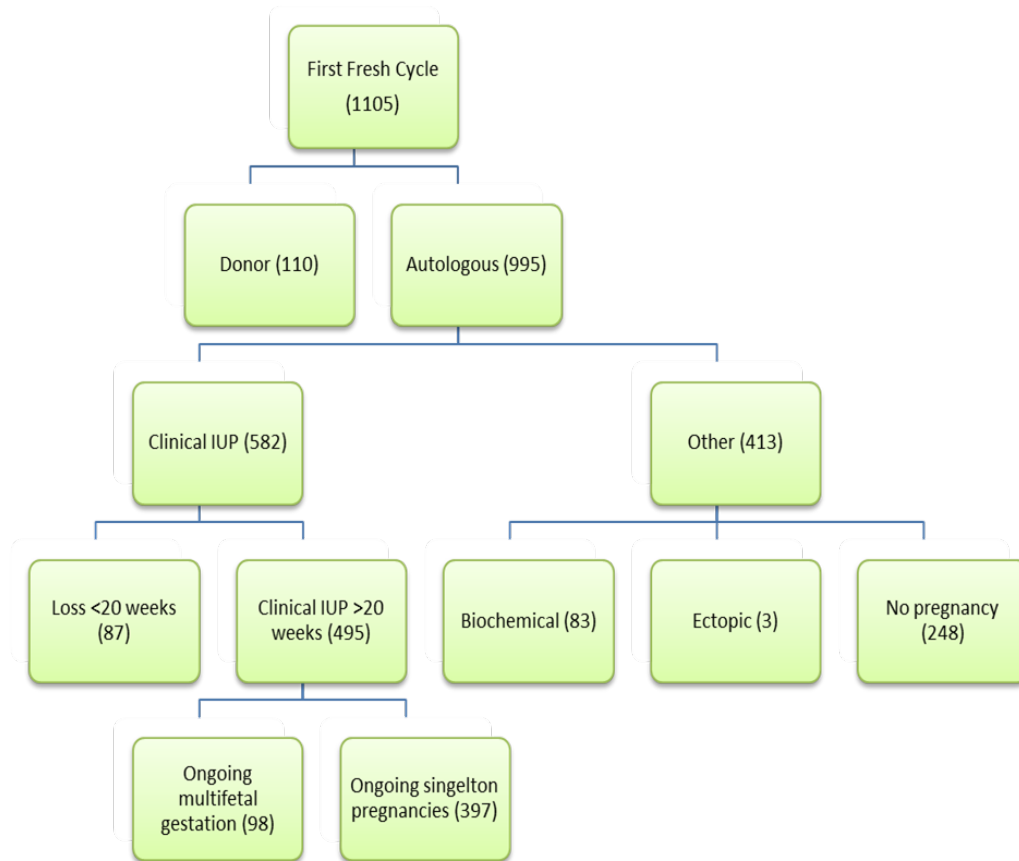 First Fresh Cycle
(1105)
Donor (110)
Autologous (995)
Clinical IUP (582)
Other (413)
Loss <20 weeks
(87)
Clinical IUP >20
weeks (495)
Biochemical (83)
Ectopic (3)
No pregnancy
(248)
Ongoing
multifetal
gestation (98)
Ongoing singelton
pregnancies (397)